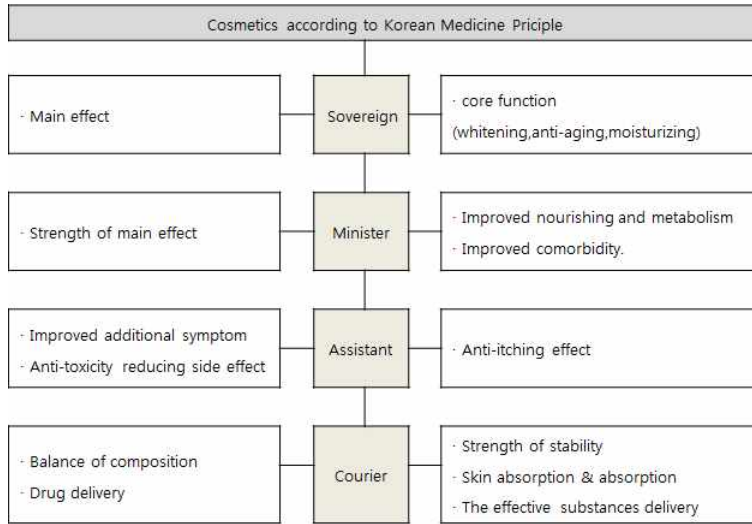 Cosmetics according to Korean Medicine Priciple
· Main effect
Sovereign
· core function
(whitening,anti-aging,moisturizing)
· Strength of main effect
Minister
· Improved nourishing and metabolism
· Improved comorbidity.
· Improved additional symptom
· Anti-toxicity reducing side effect
Assistant
· Anti-itching effect
· Balance of composition
· Drug delivery
Courier
· Strength of stability
· Skin absorption & absorption
· The effective substances delivery